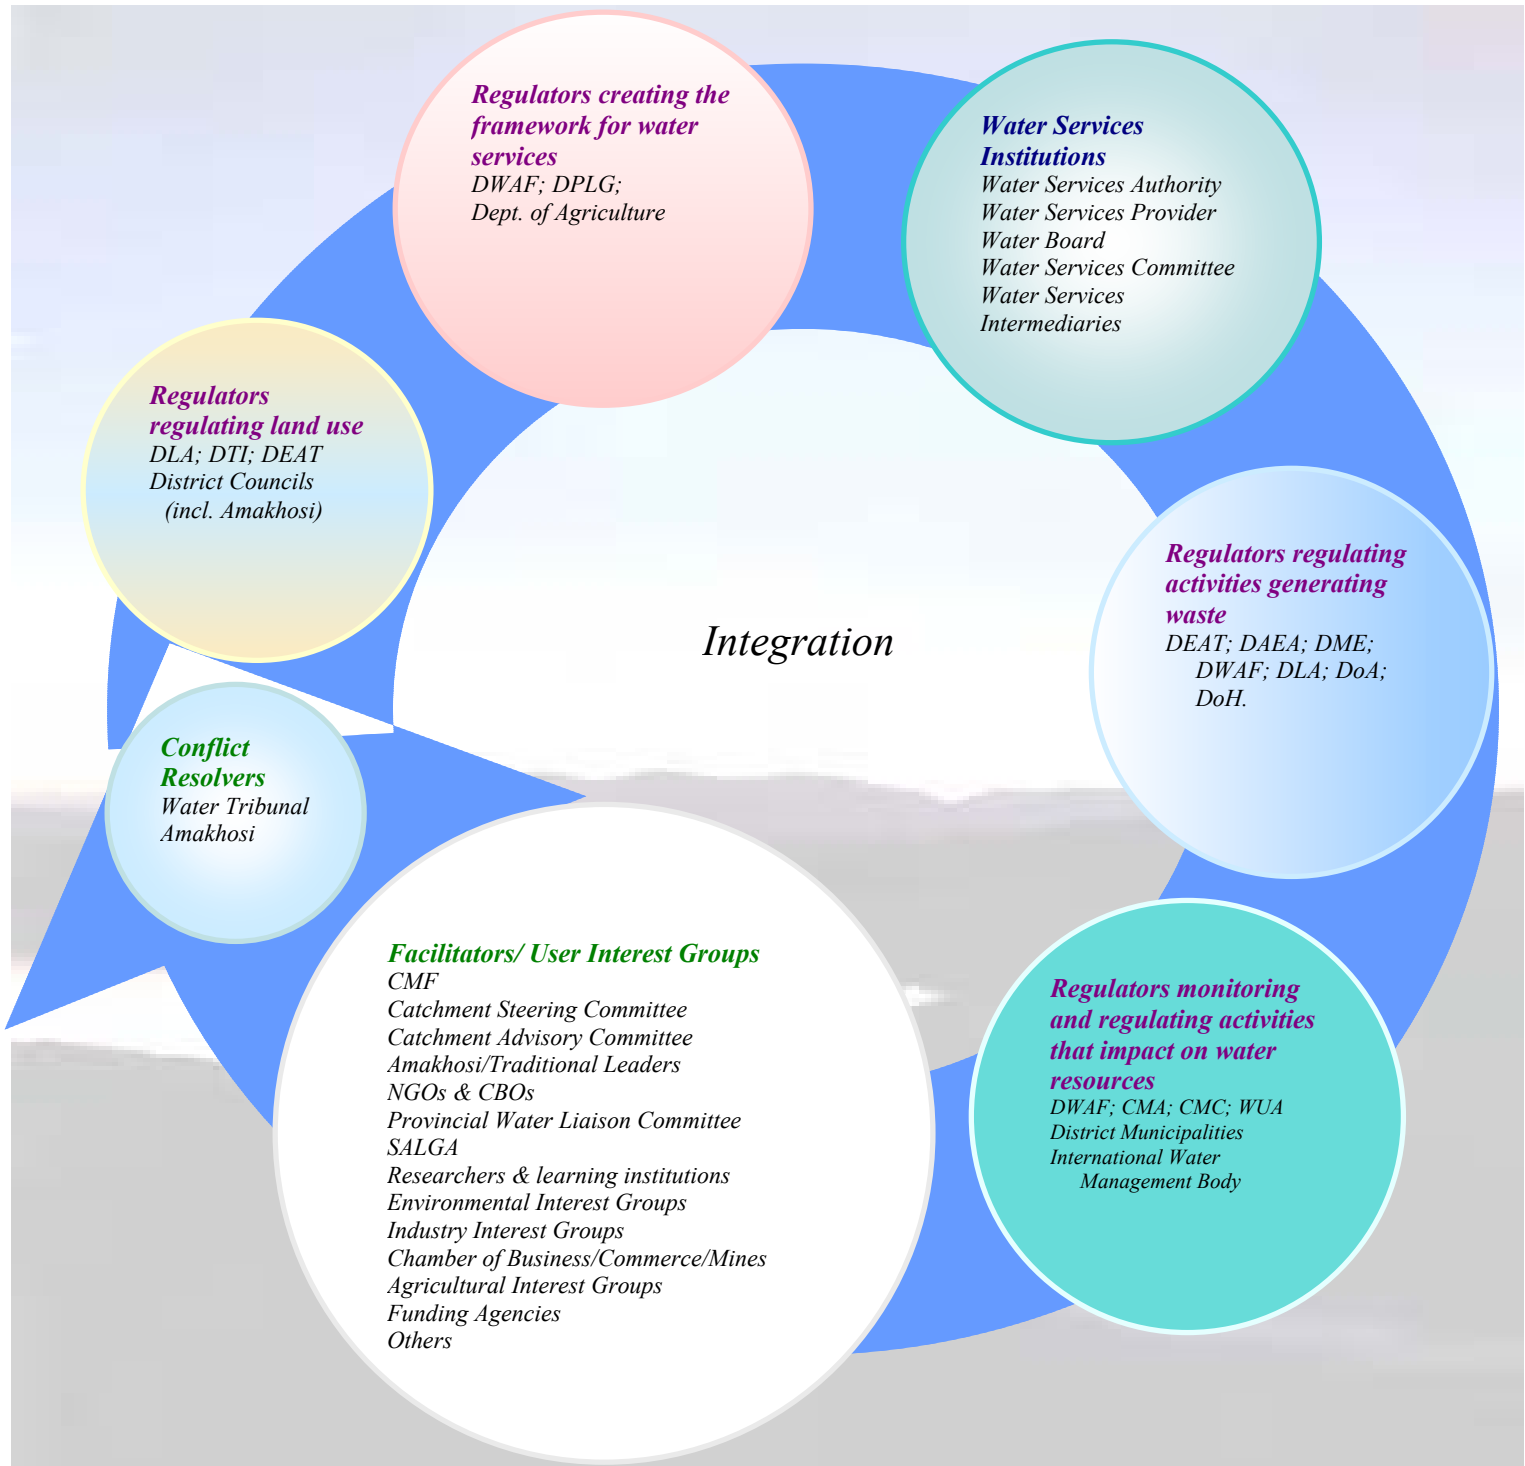 Regulators creating the
framework for water
services
DWAF; DPLG;
Dept. of Agriculture
Water Services
Institutions
Water Services Authority
Water Services Provider
Water Board
Water Services Committee
Water Services
Intermediaries
Regulators
regulating land use
DLA; DTI; DEAT
District Councils
(incl. Amakhosi)
Integration
Regulators regulating
activities generating
waste
DEAT; DAEA; DME;
DWAF; DLA; DoA;
DoH.
Conflict
Resolvers
Water Tribunal
Amakhosi
Facilitators/ User Interest Groups
CMF
Catchment Steering Committee
Catchment Advisory Committee
Amakhosi/Traditional Leaders
NGOs & CBOs
Provincial Water Liaison Committee
SALGA
Researchers & learning institutions
Environmental Interest Groups
Industry Interest Groups
Chamber of Business/Commerce/Mines
Agricultural Interest Groups
Funding Agencies
Others
Regulators monitoring
and regulating activities
that impact on water
resources
DWAF; CMA; CMC; WUA
District Municipalities
International Water
Management Body